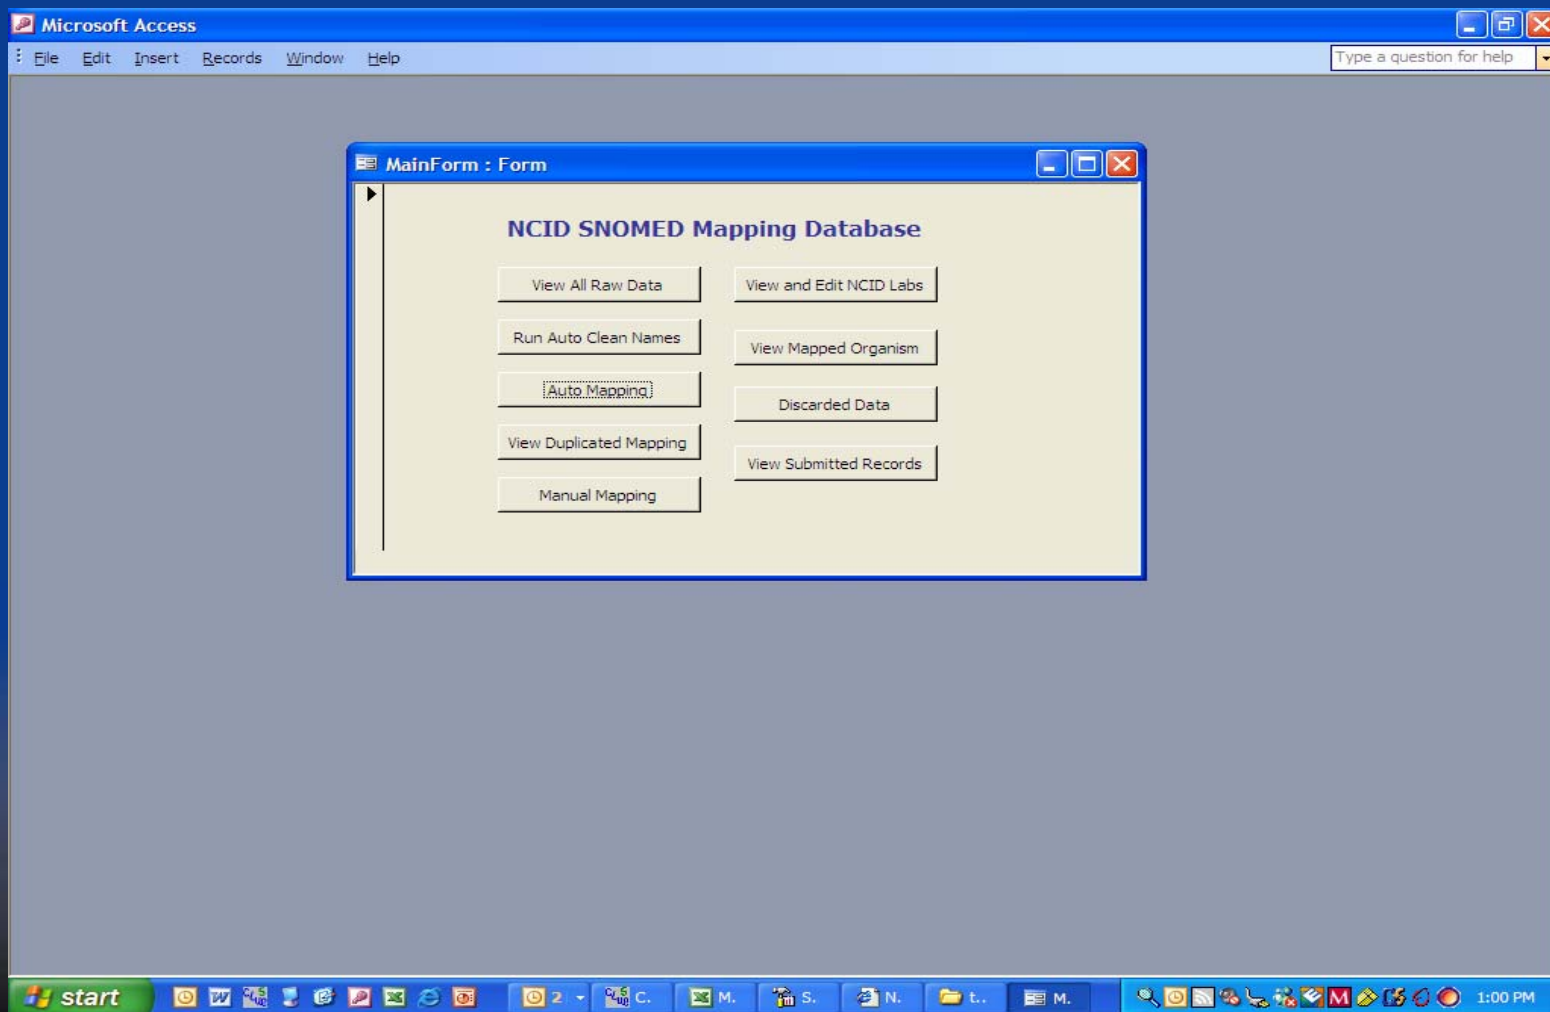 Microsoft Access
File Edit Insert Records Window Help
Type a question for help
MainForm : Form
NCID SNOMED Mapping Database
View All Raw Data
View and Edit NCID Labs
Run Auto Clean Names
View Mapped Organism
Auto Mapping
Discarded Data
View Duplicated Mapping
View Submitted Records
Manual Mapping
start 2 C. M. S. N. t.. M. 1:00 PM